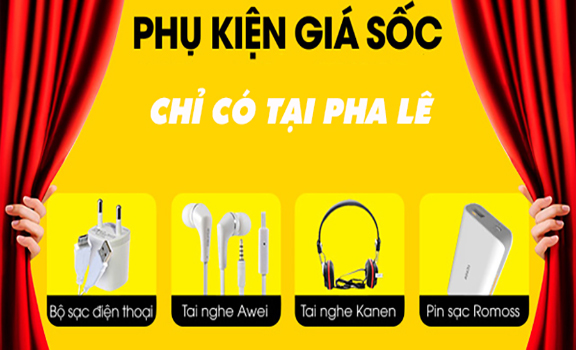 PHỤ KIỆN GIÁ SỐC
CHỈ CÓ TẠI PHA LÊ
Bộ sạc điện thoại
Tai nghe Awei
Tai nghe Kanen
Pin sạc Romoss